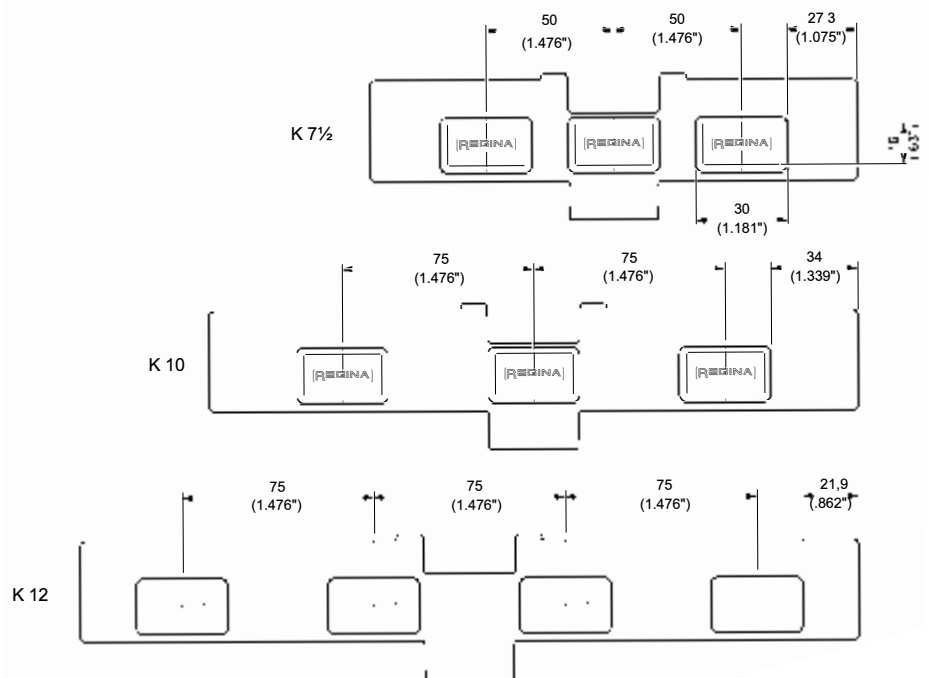 50
(1.476")
50
(1.476")
27 3
(1.075")
K 7½
REGINA
REGINA
REGINA
30
(1.181")
75
(1.476")
75
(1.476")
34
(1.339")
K 10
REGINA
REGINA
REGINA
75
(1.476")
75
(1.476")
75
(1.476")
21,9
(.862")
K 12